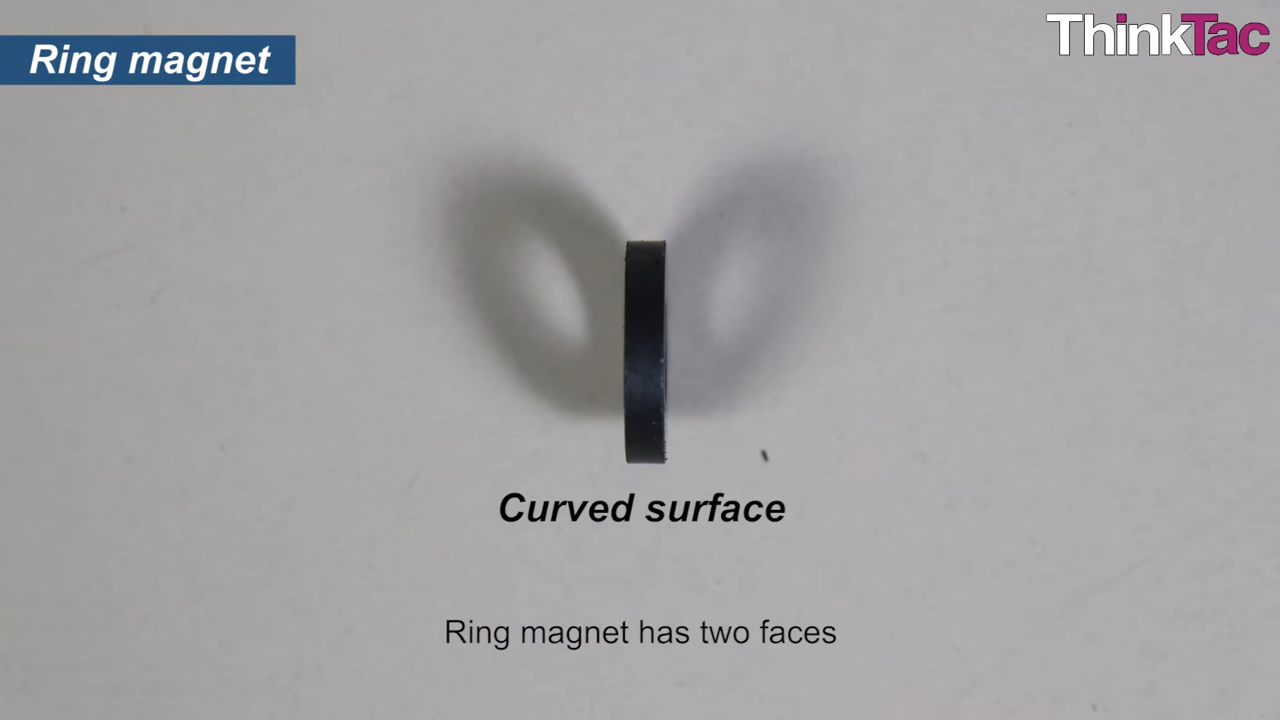 Ring magnet
ThinkTac
Curved surface
Ring magnet has two faces